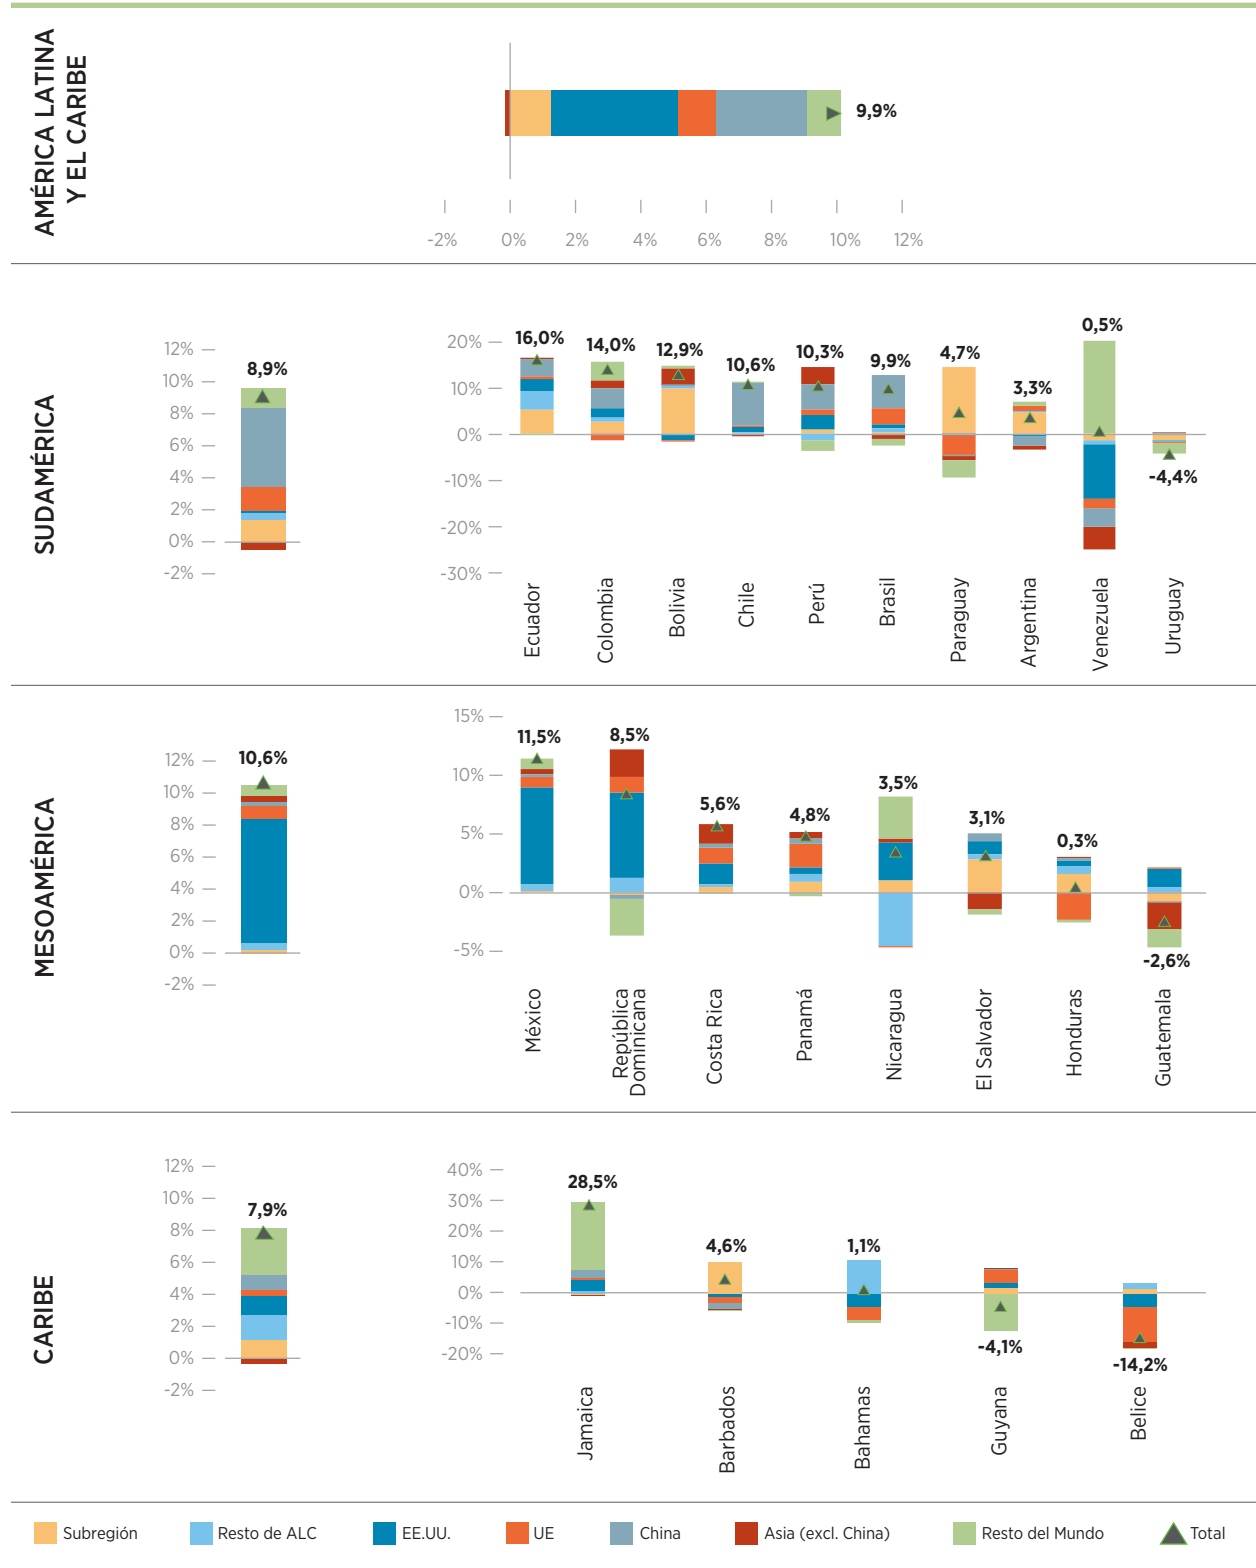 AMÉRICA LATINA
Y EL CARIBE
9,9%
-2% 0% 2% 4% 6% 8% 10% 12%
SUDAMÉRICA
12%
10%
8%
6%
4%
2%
0%
-2%
8,9%
20%
10%
0%
-10%
-20%
-30%
16,0%
14,0%
12,9%
10,6%
10,3%
9,9%
4,7%
3,3%
0,5%
-4,4%
Ecuador
Colombia
Bolivia
Chile
Perú
Brasil
Paraguay
Argentina
Venezuela
Uruguay
MESOAMÉRICA
12%
10%
8%
6%
4%
2%
0%
-2%
10,6%
15%
10%
5%
0%
-5%
11,5%
8,5%
5,6%
4,8%
3,5%
3,1%
0,3%
-2,6%
México
República
Dominicana
Costa Rica
Panamá
Nicaragua
El Salvador
Honduras
Guatemala
CARIBE
12%
10%
8%
6%
4%
2%
0%
-2%
7,9%
40%
30%
20%
10%
0%
-10%
-20%
28,5%
4,6%
1,1%
-4,1%
-14,2%
Jamaica
Barbados
Bahamas
Guyana
Belice
Subregión Resto de ALC EE.UU. UE China Asia (excl. China) Resto del Mundo Total